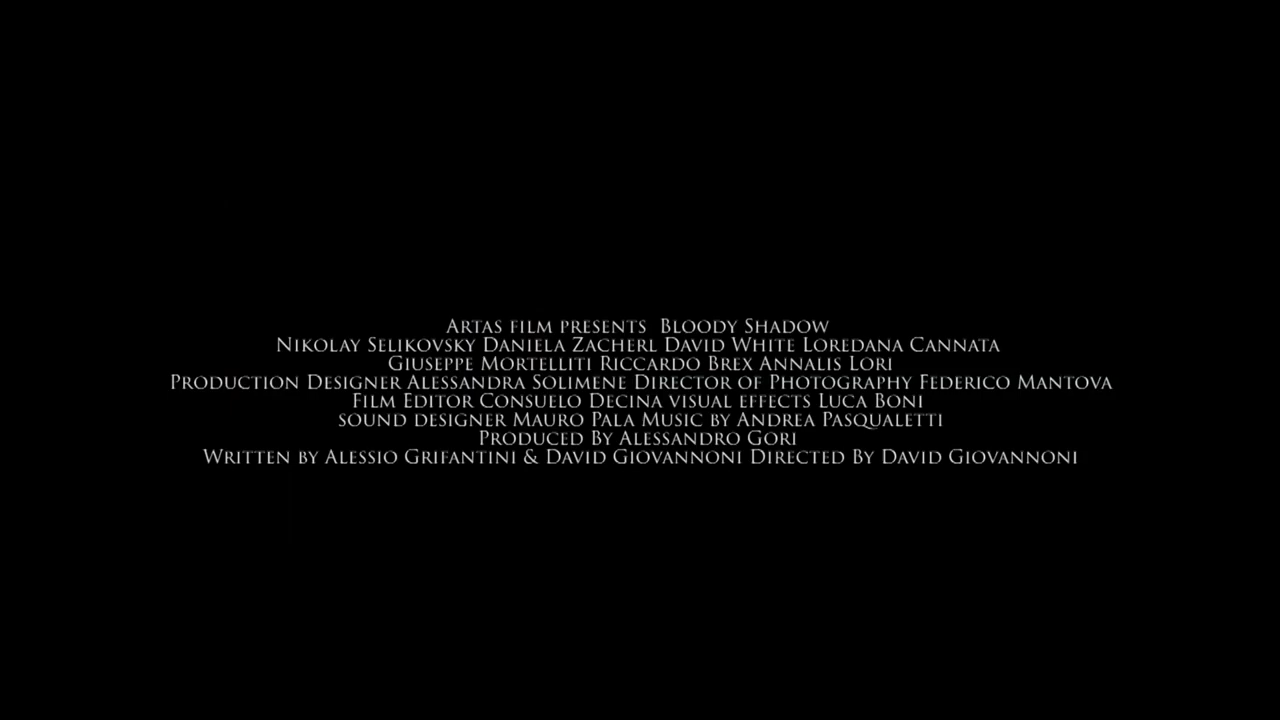 Artas film presents Bloody Shadow
Nikolay Selikovsky Daniela Zacherl David White Loredana Cannata
Giuseppe Mortelliti Riccardo Brex Annalis Lori
Production Designer Alessandra Solimene Director of Photography Federico Mantova
Film Editor Consuelo Decina visual effects Luca Boni
sound designer Mauro Pala Music by Andrea Pasqualetti
Produced By Alessandro Gori
Written by Alessio Grifantini & David Giovannoni Directed By David Giovannoni